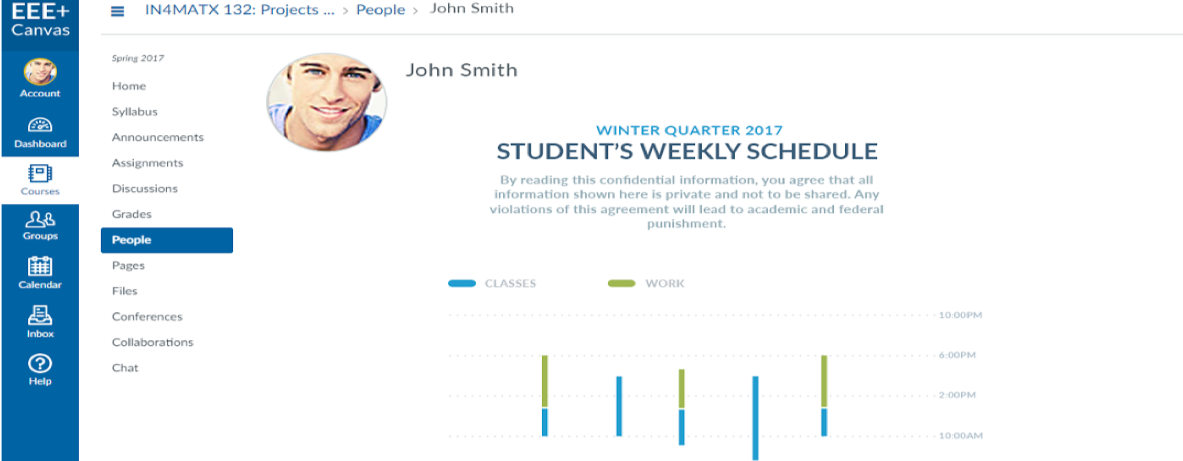 EEE+
Canvas
Account
Dashboard
Courses
Groups
Calendar
Inbox
Help
IN4MATX 132: Projects ... > People > John Smith
Spring 2017
Home
Syllabus
Announcements
Assignments
Discussions
Grades
People
Pages
Files
Conferences
Collaborations
Chat
John Smith
WINTER QUARTER 2017
STUDENT'S WEEKLY SCHEDULE
By reading this confidential information, you agree that all
information shown here is private and not to be shared. Any
violations of this agreement will lead to academic and federal
punishment.
CLASSES WORK
10:00PM
6:00PM
2:00PM
10:00AM